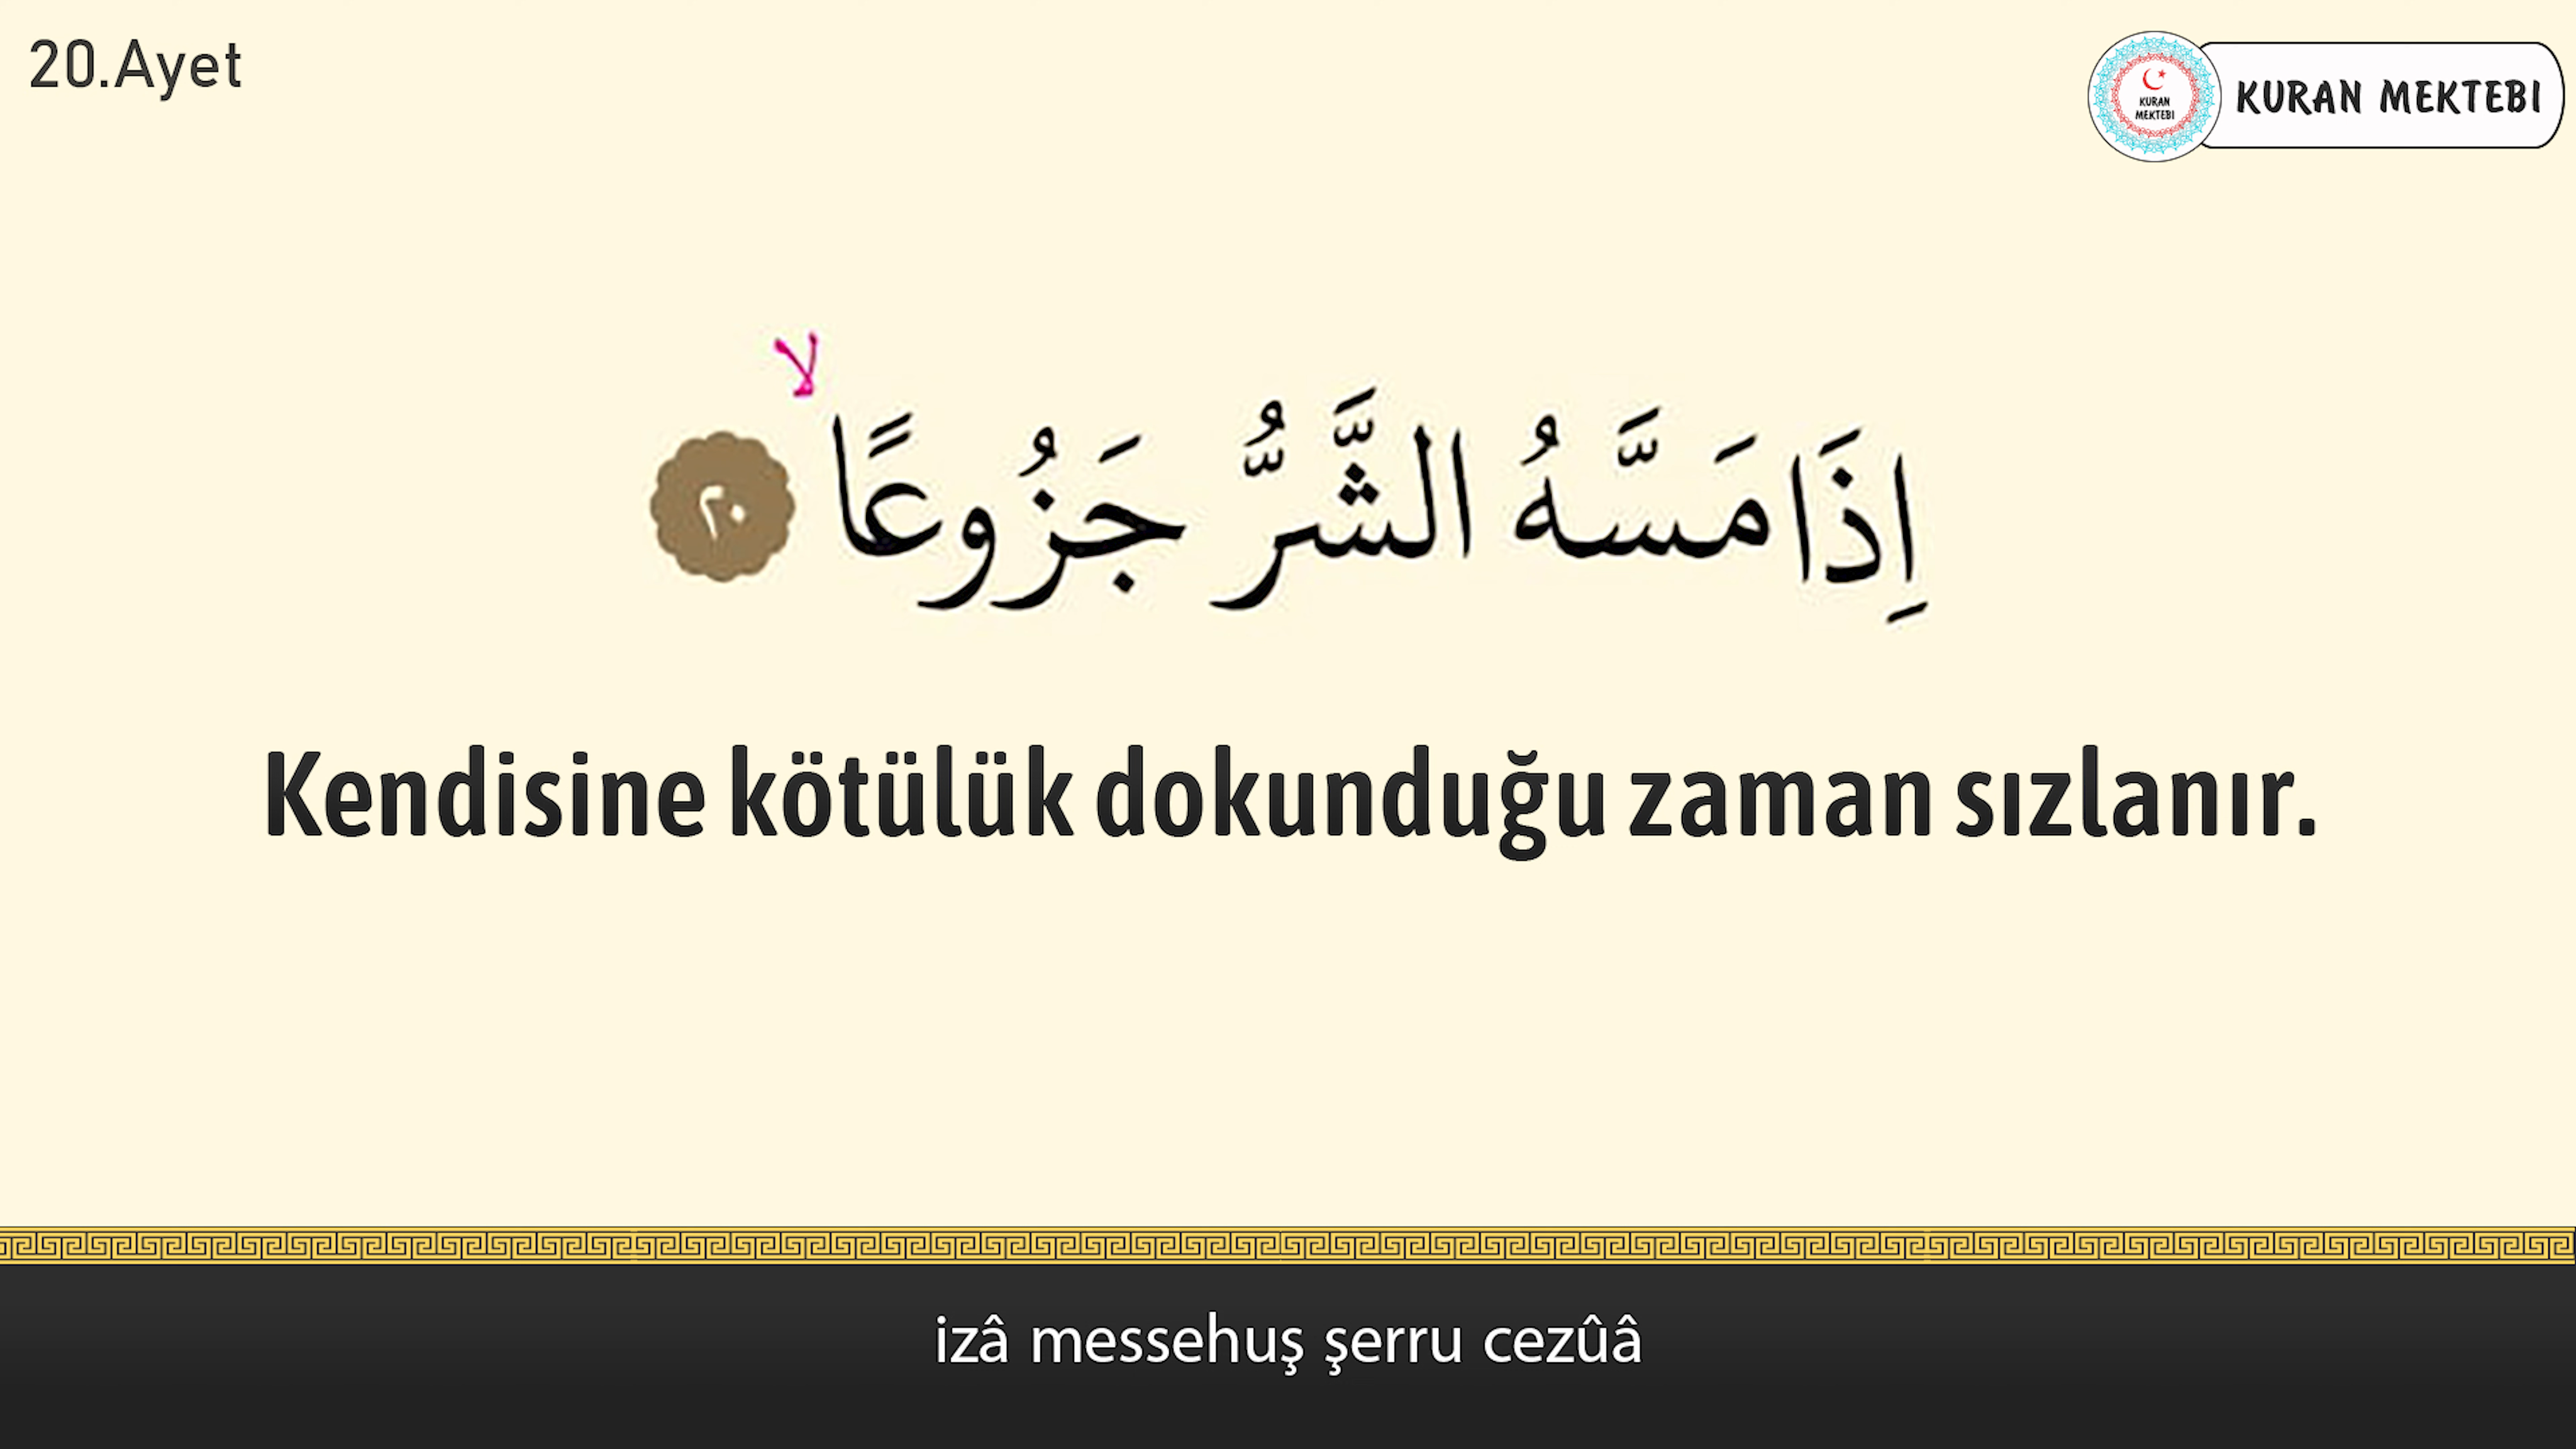 20.Ayet
KURAN
MEKTEBI
KURAN MEKTEBI
لا
اِذَا مَسَّهُ الشَّرُّ جَزُوعًا ٢٠
Kendisine kötülük dokunduğu zaman sızlanır.
izâ messehuş şerru cezûâ